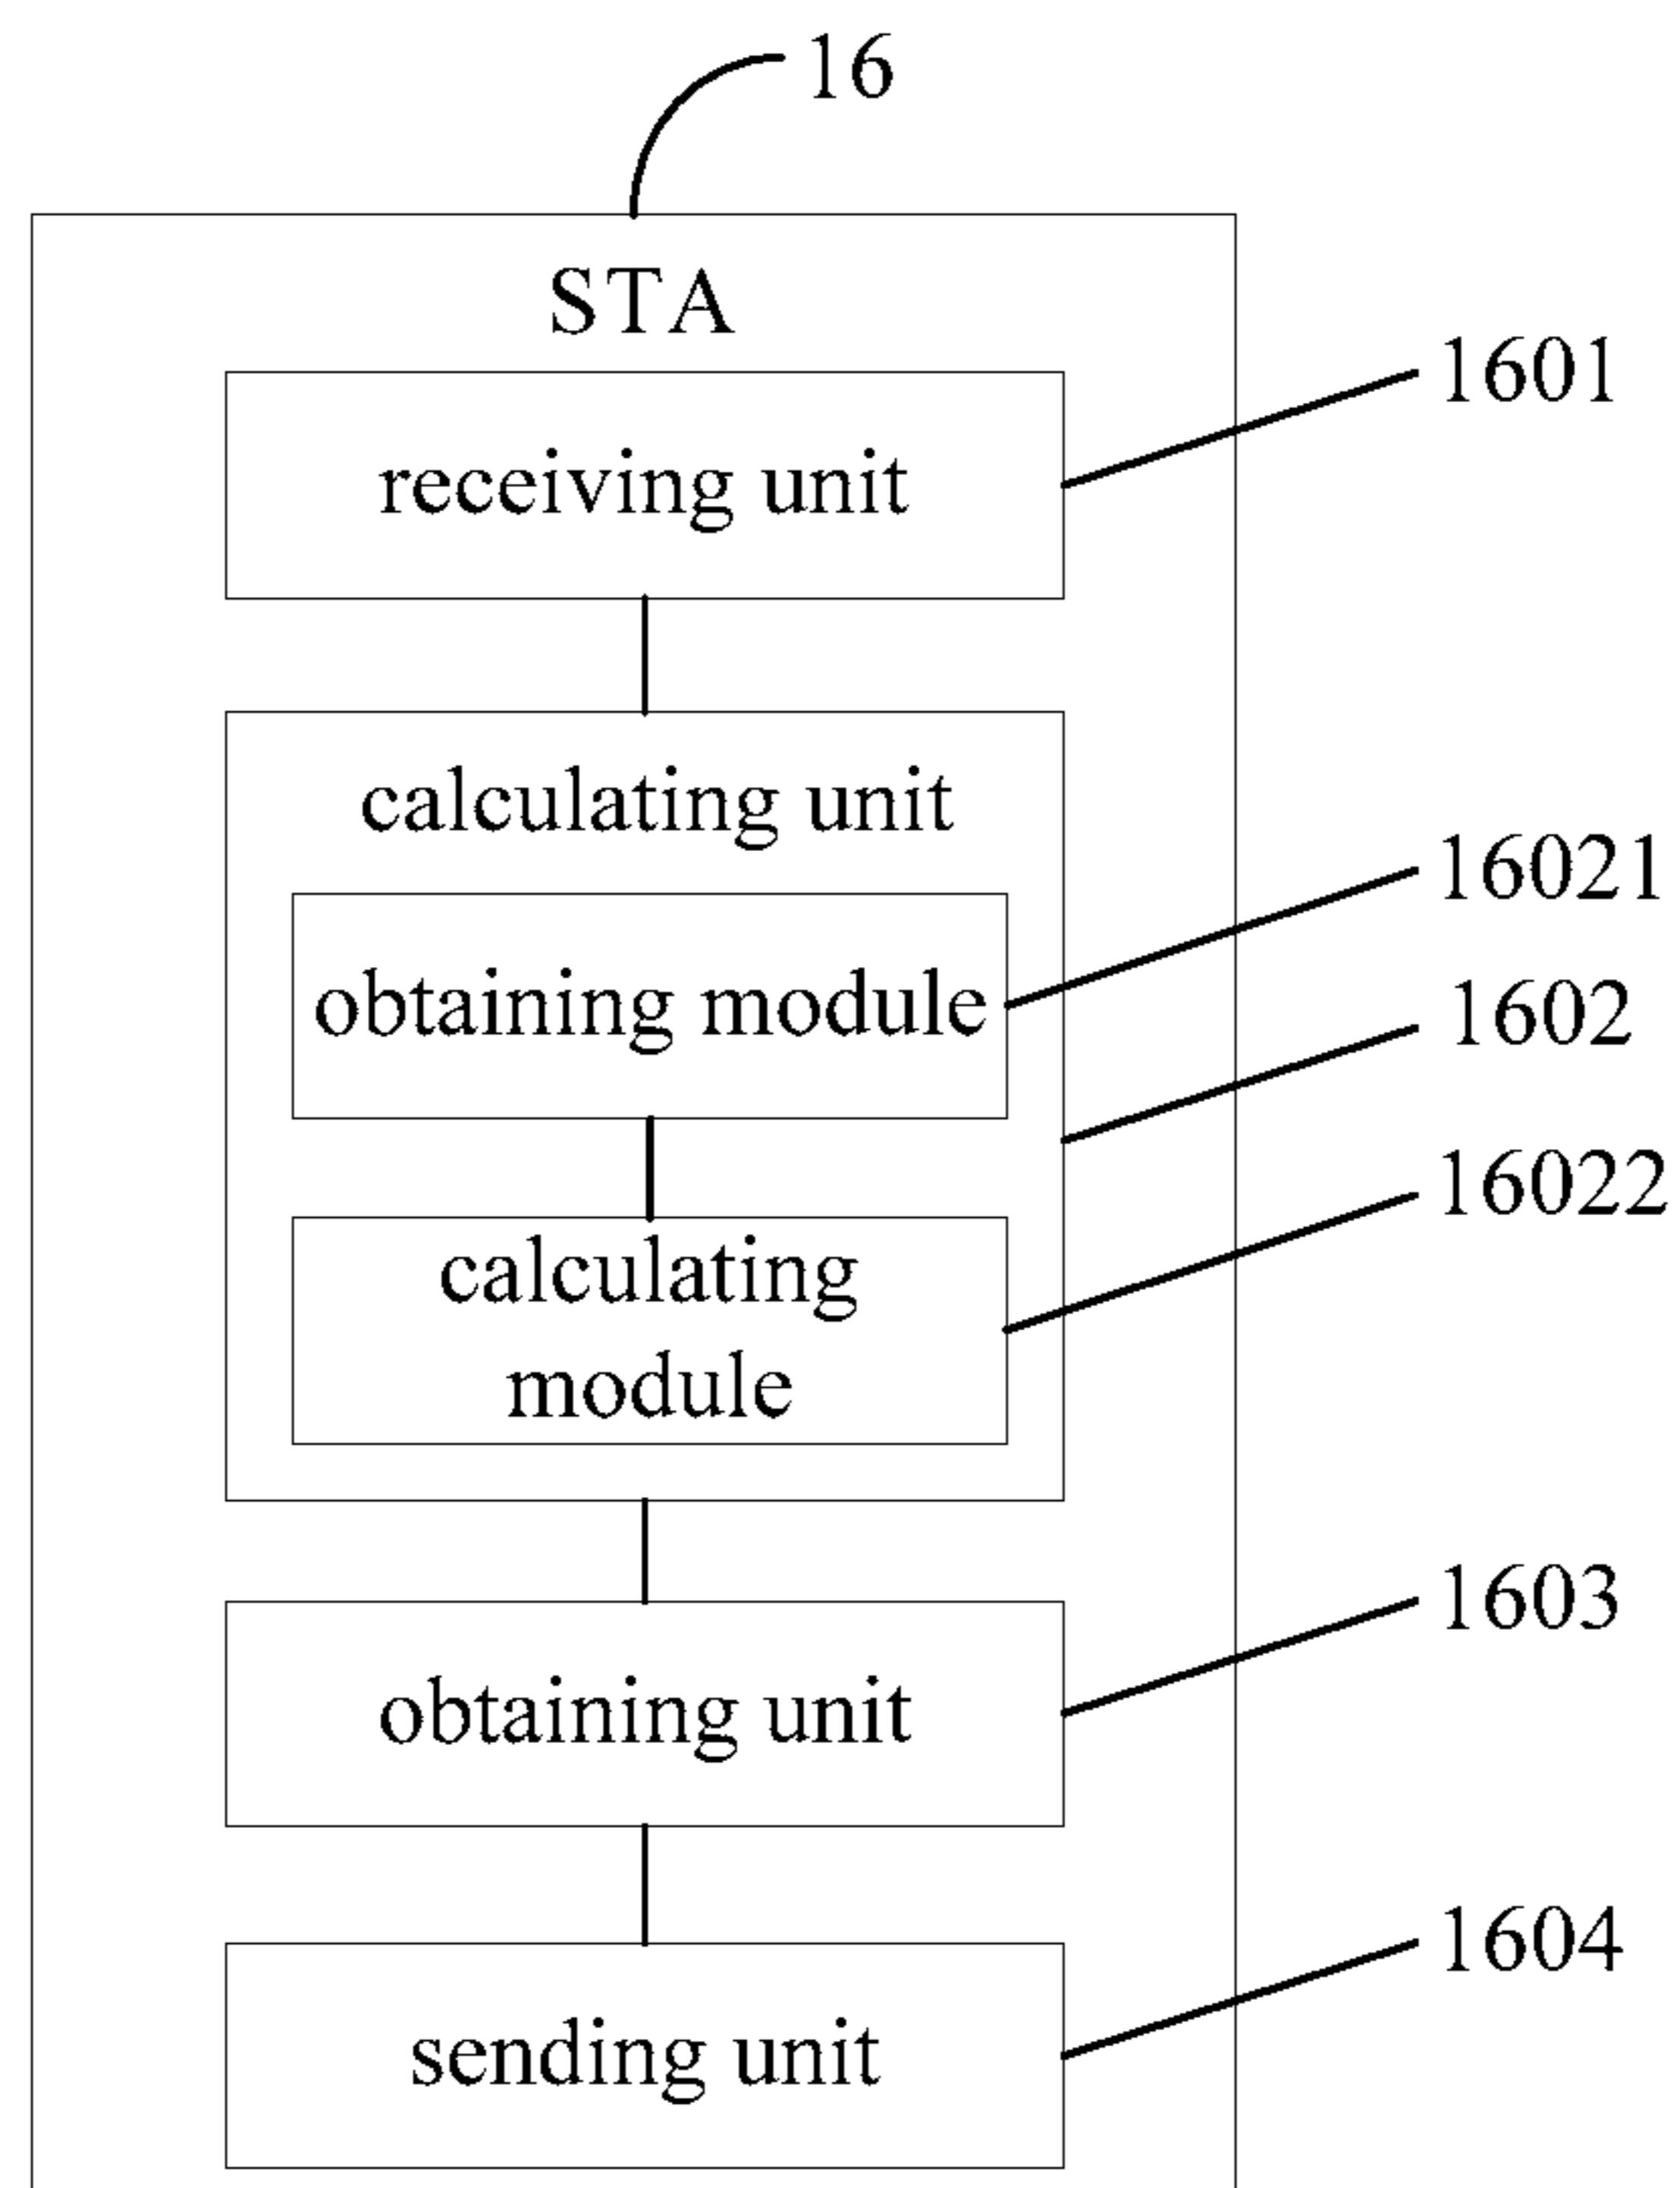 16
STA
1601
receiving unit
calculating unit
16021
obtaining module
1602
16022
calculating
module
1603
obtaining unit
1604
sending unit